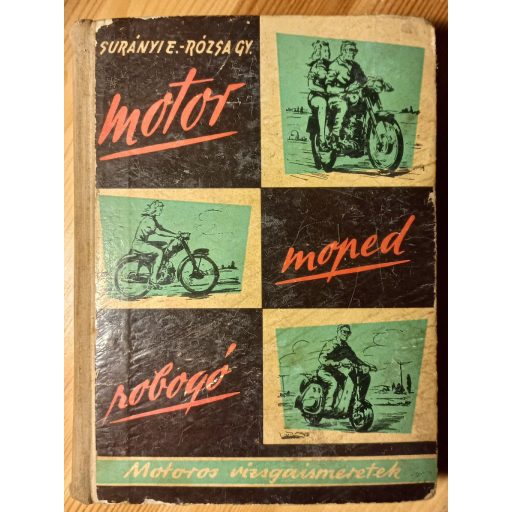 SURÁNYI E.-RÓZSA GY.
motor
moped
robogó
Motoros vizsgaismeretek